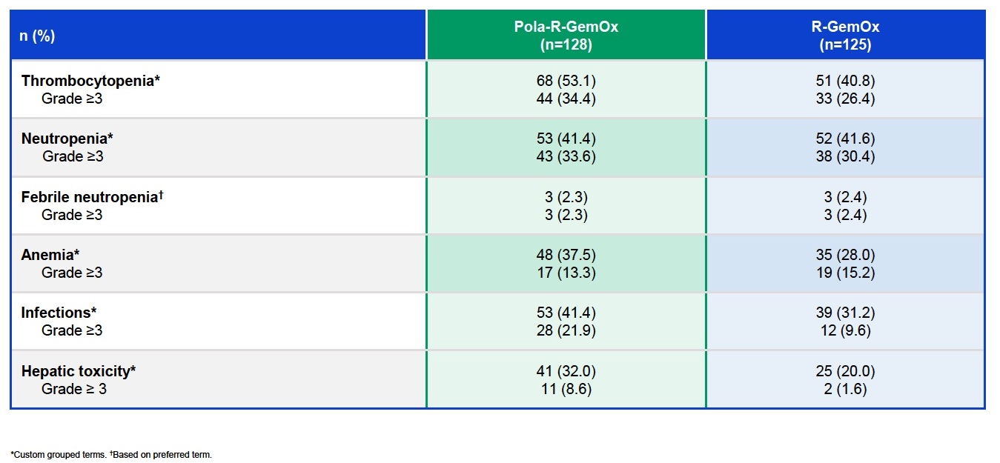 n (%)
Pola-R-GemOx
(n=128)
R-GemOx
(n=125)
Thrombocytopenia* 68 (53.1) 51 (40.8)
Grade ≥3 44 (34.4) 33 (26.4)
Neutropenia* 53 (41.4) 52 (41.6)
Grade ≥3 43 (33.6) 38 (30.4)
Febrile neutropenia† 3 (2.3) 3 (2.4)
Grade ≥3 3 (2.3) 3 (2.4)
Anemia* 48 (37.5) 35 (28.0)
Grade ≥3 17 (13.3) 19 (15.2)
Infections* 53 (41.4) 39 (31.2)
Grade ≥3 28 (21.9) 12 (9.6)
Hepatic toxicity* 41 (32.0) 25 (20.0)
Grade ≥ 3 11 (8.6) 2 (1.6)
*Custom grouped terms. †Based on preferred term.